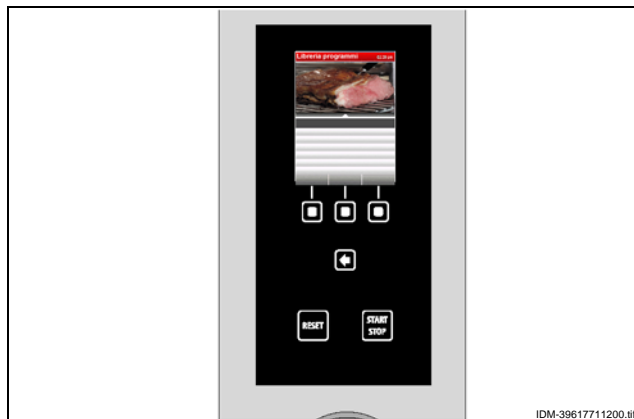 Libreria programmi
RESET
START
STOP
IDM-39617711200.tif